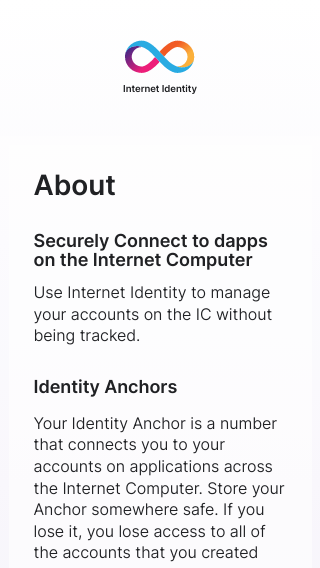 Internet Identity
About
Securely Connect to dapps
on the Internet Computer
Use Internet Identity to manage
your accounts on the IC without
being tracked.
Identity Anchors
Your Identity Anchor is a number
that connects you to your
accounts on applications across
the Internet Computer. Store your
Anchor somewhere safe. If you
lose it, you lose access to all of
the accounts that you created